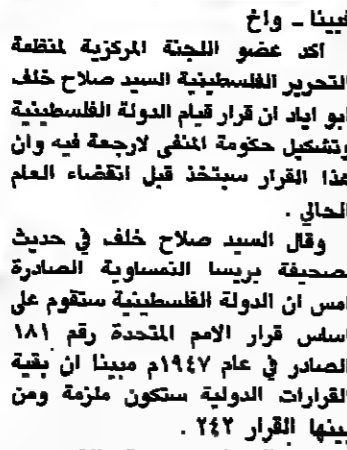 فيينا ـ واخ
اكد عضو اللجنة المركزية لمنظمة
التحرير الفلسطينية السيد صلاح خلف
ابو اياد ان قرار قيام الدولة الفلسطينية
وتشكيل حكومة المنفى لارجعة فيه وان
هذا القرار سيتخذ قبل انقضاء العام
الحالي .
وقال السيد صلاح خلف في حديث
لصحيفة بريسا النمساوية الصادرة
امس ان الدولة الفلسطينية ستقوم على
اساس قرار الامم المتحدة رقم ١٨١
الصادر في عام ١٩٤٧م مبينا ان بقية
القرارات الدولية ستكون ملزمة ومن
بينها القرار ٢٤٢ .